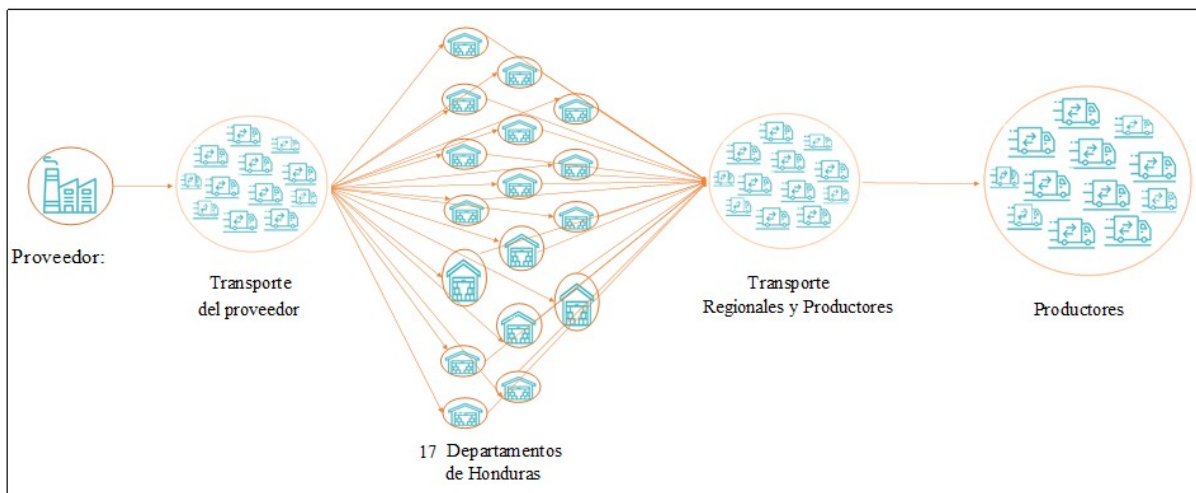 Proveedor:
Transporte
del proveedor
17 Departamentos
de Honduras
Transporte
Regionales y Productores
Productores